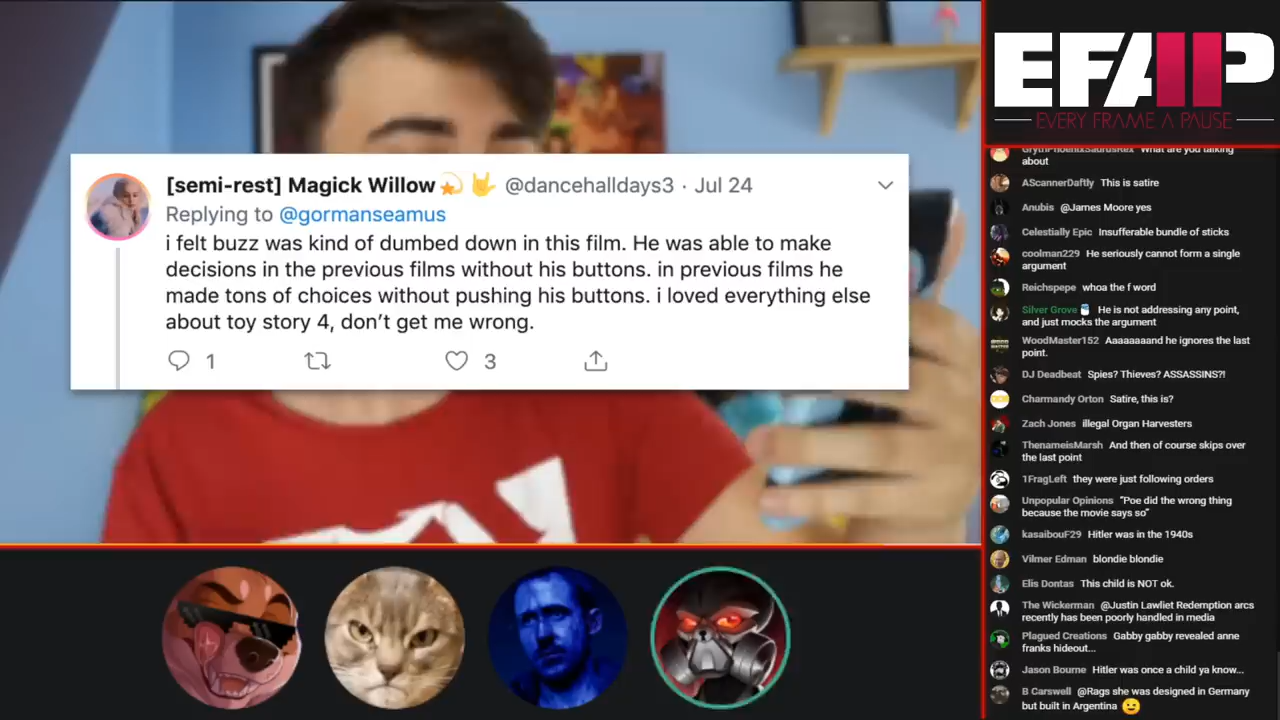 [semi-rest] Magick Willow💫 🤟 @dancehalldays3 · Jul 24
Replying to @gormanseamus
i felt buzz was kind of dumbed down in this film. He was able to make
decisions in the previous films without his buttons. in previous films he
made tons of choices without pushing his buttons. i loved everything else
about toy story 4, don’t get me wrong.
1
3
EFAP
EVERY FRAME A PAUSE
What are you talking
about
AScannerDaftly This is satire
Anubis @James Moore yes
Celestially Epic Insufferable bundle of sticks
coolman229 He seriously cannot form a single
argument
Reichspepe whoa the f word
Silver Grove He is not addressing any point,
and just mocks the argument
WoodMaster152 Aaaaaaaand he ignores the last
point.
DJ Deadbeat Spies? Thieves? ASSASSINS?!
Charmandy Orton Satire, this is?
Zach Jones illegal Organ Harvesters
ThenameisMarsh And then of course skips over
the last point
1FragLeft they were just following orders
Unpopular Opinions “Poe did the wrong thing
because the movie says so”
kasaibouF29 Hitler was in the 1940s
Vilmer Edman blondie blondie
Elis Dontas This child is NOT ok.
The Wickerman @Justin Lawliet Redemption arcs
recently has been poorly handled in media
Plagued Creations Gabby gabby revealed anne
franks hideout...
Jason Bourne Hitler was once a child ya know...
B Carswell @Rags she was designed in Germany
but built in Argentina 😉